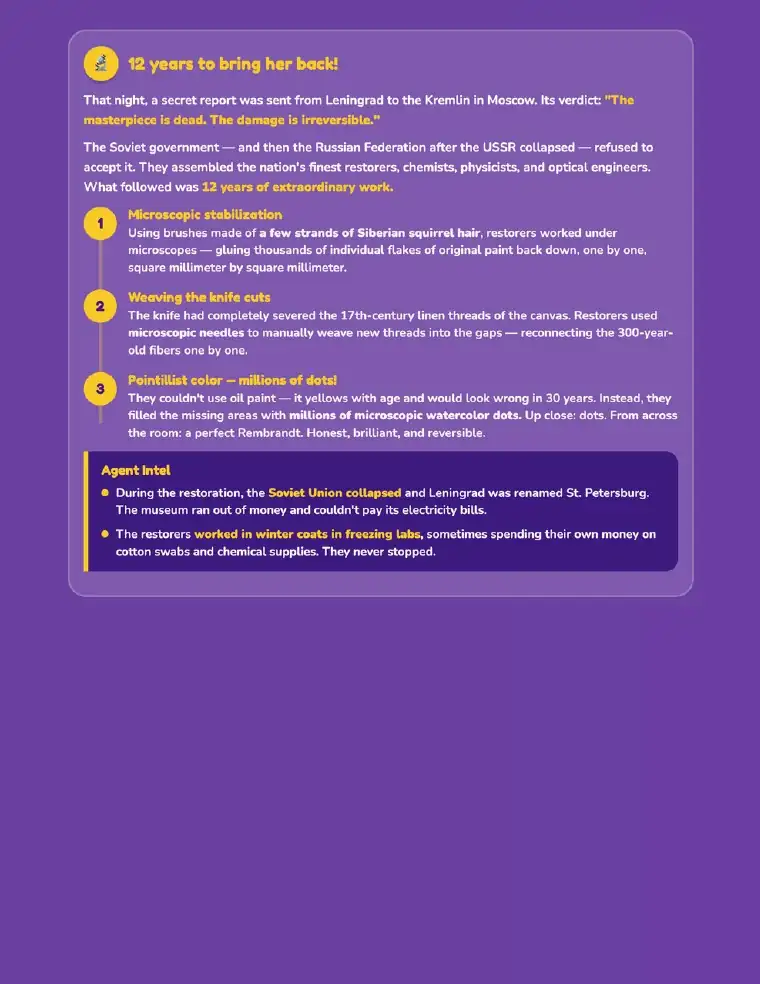 12 years to bring her back!
That night, a secret report was sent from Leningrad to the Kremlin in Moscow. Its verdict: "The
masterpiece is dead. The damage is irreversible."
The Soviet government — and then the Russian Federation after the USSR collapsed — refused to
accept it. They assembled the nation's finest restorers, chemists, physicists, and optical engineers.
What followed was 12 years of extraordinary work.
1
Microscopic stabilization
Using brushes made of a few strands of Siberian squirrel hair, restorers worked under
microscopes — gluing thousands of individual flakes of original paint back down, one by one,
square millimeter by square millimeter.
2
Weaving the knife cuts
The knife had completely severed the 17th-century linen threads of the canvas. Restorers used
microscopic needles to manually weave new threads into the gaps — reconnecting the 300-year-
old fibers one by one.
3
Pointillist color — millions of dots!
They couldn't use oil paint — it yellows with age and would look wrong in 30 years. Instead, they
filled the missing areas with millions of microscopic watercolor dots. Up close: dots. From across
the room: a perfect Rembrandt. Honest, brilliant, and reversible.
Agent Intel
During the restoration, the Soviet Union collapsed and Leningrad was renamed St. Petersburg.
The museum ran out of money and couldn't pay its electricity bills.
The restorers worked in winter coats in freezing labs, sometimes spending their own money on
cotton swabs and chemical supplies. They never stopped.